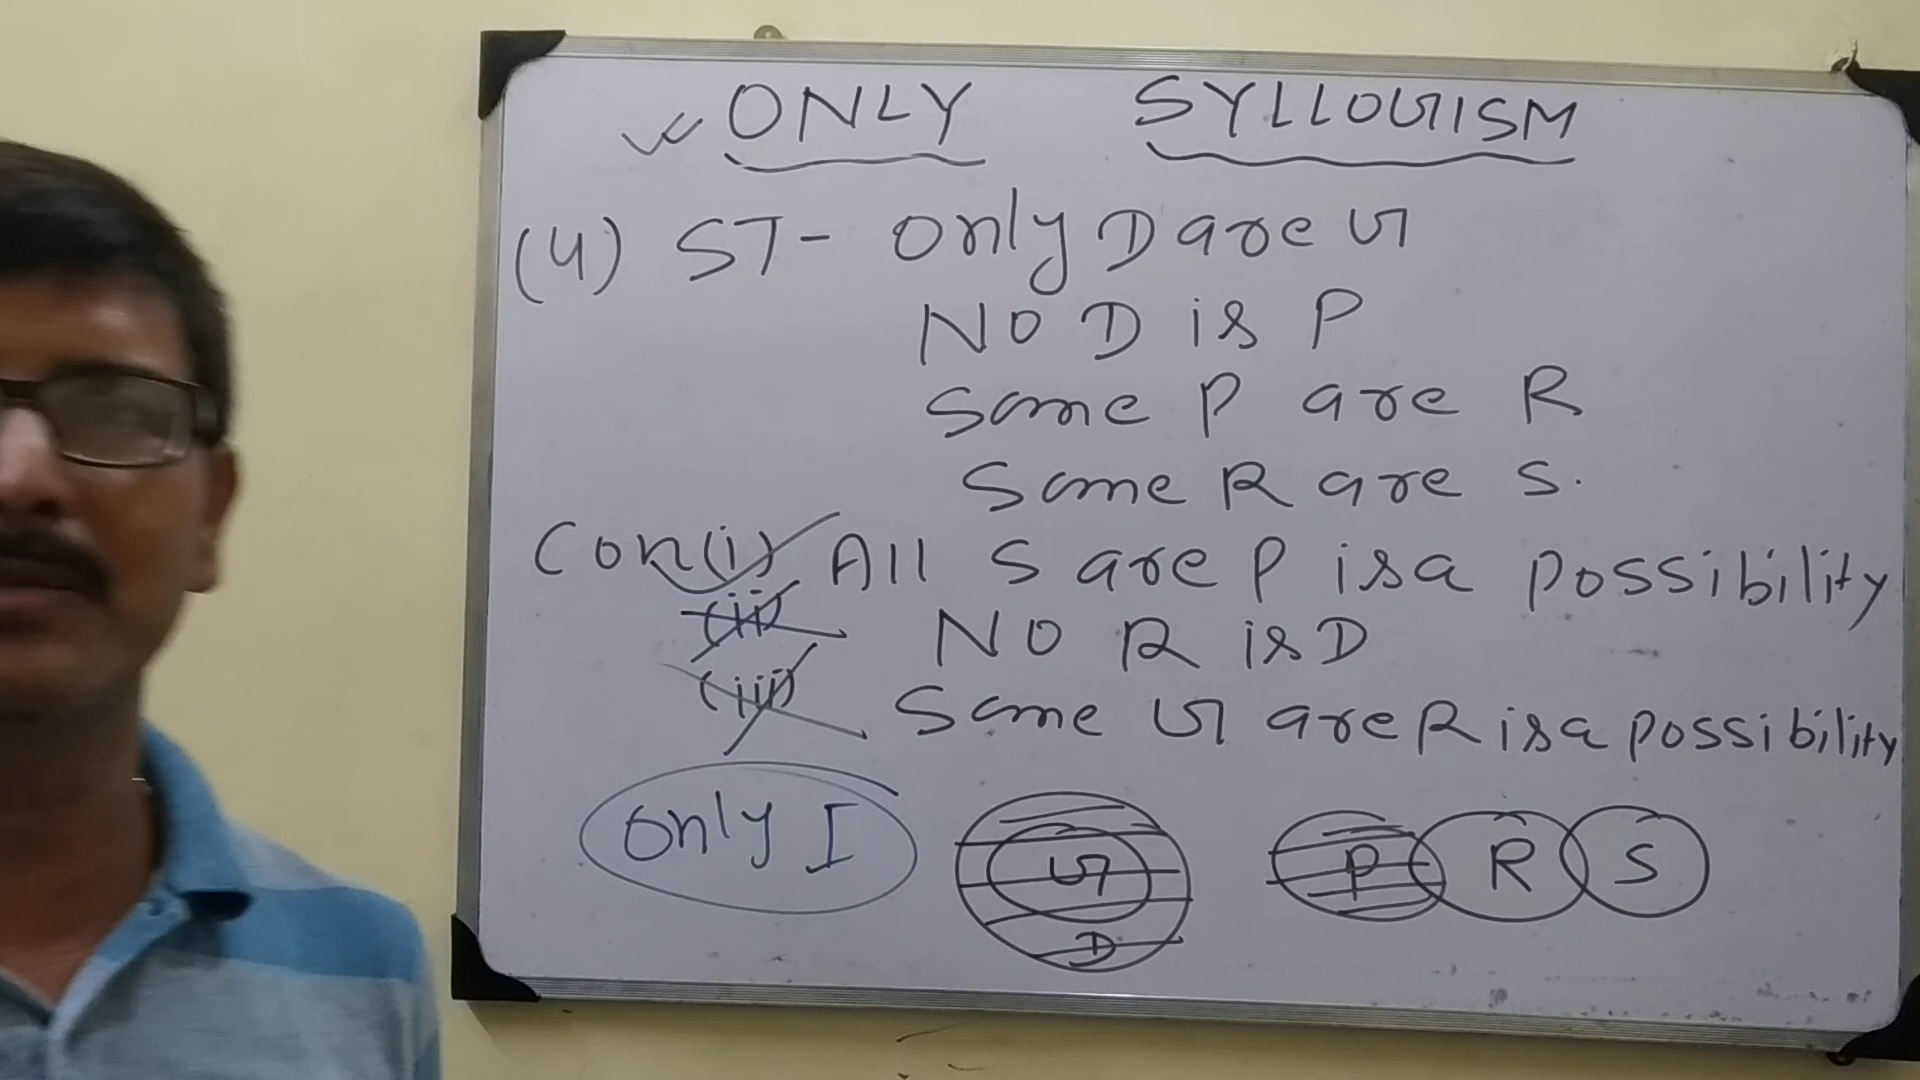 ONLY SYLLOGISM
(4) ST- Only D are G
NO D is P
Some P are R
Some R are S.
Con(i) All S are P is a possibility
(ii) NO R is D
(iii) Some G are R is a possibility
Only I
G P R S
D